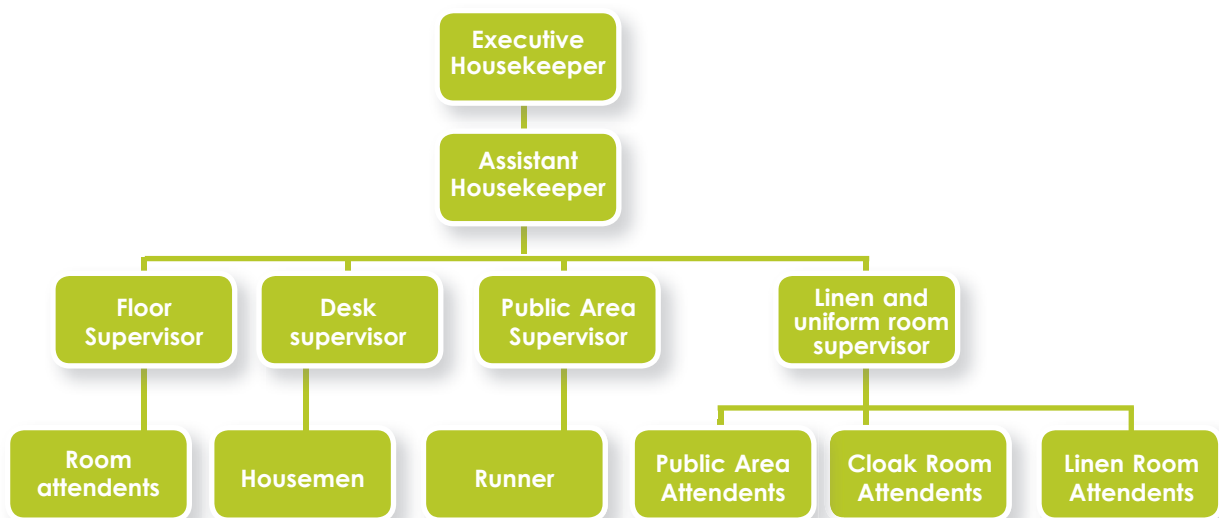 Executive
Housekeeper
Assistant
Housekeeper
Floor
Supervisor
Desk
supervisor
Public Area
Supervisor
Linen and
uniform room
supervisor
Room
attendents
Housemen
Runner
Public Area
Attendents
Cloak Room
Attendents
Linen Room
Attendents